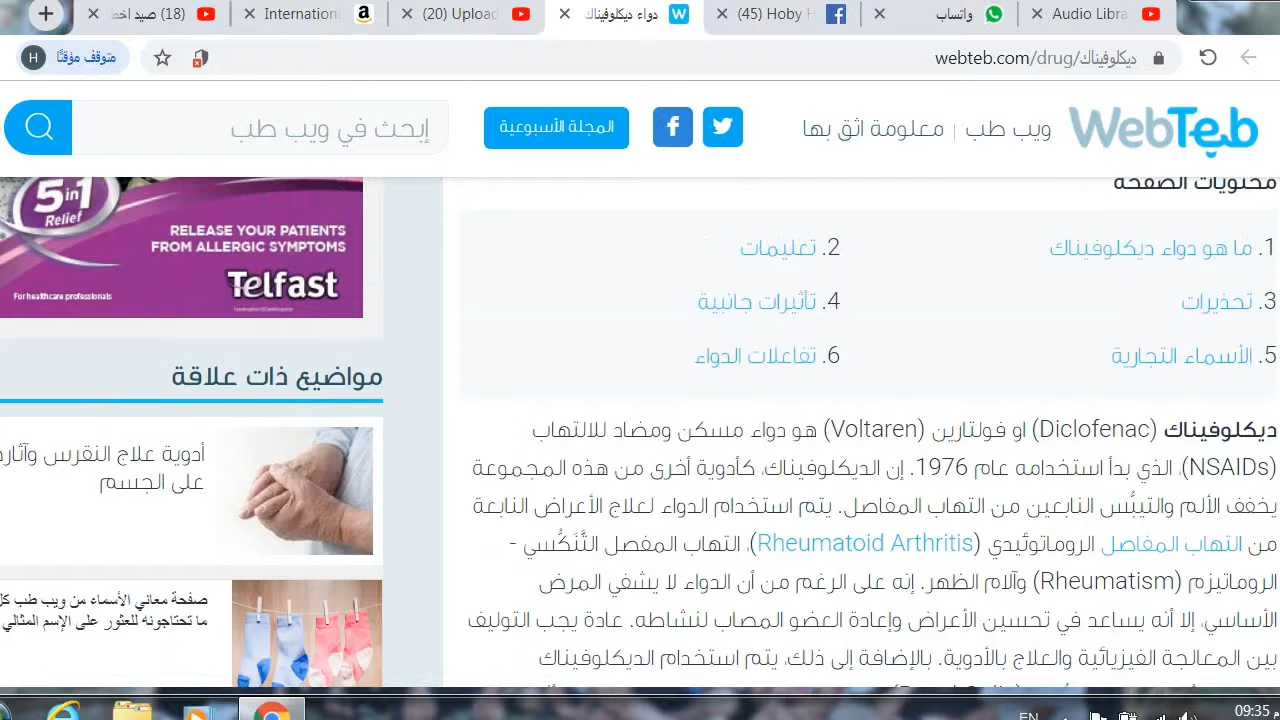 (18) صيد اخط
Internationa
(20) Upload
دواء ديكلوفيناك
(45) Hoby H
واتساب
Audio Libra
متوقف مؤقتًا
H
webteb.com/drug/ديكلوفيناك
إبحث في ويب طب
المجلة الأسبوعية
ويب طب | معلومة اثق بها
WebTeb
محتويات الصفحة
1. ما هو دواء ديكلوفيناك
2. تعليمات
3. تحذيرات
4. تأثيرات جانبية
5. الأسماء التجارية
6. تفاعلات الدواء
ديكلوفيناك (Diclofenac) او فولتارين (Voltaren) هو دواء مسكن ومضاد للالتهاب
(NSAIDs)، الذي بدأ استخدامه عام 1976. إن الديكلوفيناك، كأدوية أخرى من هذه المجموعة
يخفف الألم والتيبُّس النابعين من التهاب المفاصل. يتم استخدام الدواء لعلاج الأعراض النابعة
من التهاب المفاصل الروماتوئيدي (Rheumatoid Arthritis)، التهاب المفصل التَّنَكُّسي -
الروماتيزم (Rheumatism) وآلام الظهر. إنه على الرغم من أن الدواء لا يشفي المرض
الأساسي، إلا أنه يساعد في تحسين الأعراض وإعادة العضو المصاب لنشاطه. عادة يجب التوليف
بين المعالجة الفيزيائية والعلاج بالأدوية. بالإضافة إلى ذلك، يتم استخدام الديكلوفيناك
5 in 1
Relief
RELEASE YOUR PATIENTS
FROM ALLERGIC SYMPTOMS
Telfast
For healthcare professionals
مواضيع ذات علاقة
أدوية علاج النقرس وآثار
على الجسم
صفحة معاني الأسماء من ويب طب كل
ما تحتاجونه للعثور على الإسم المثالي
EN
09:35